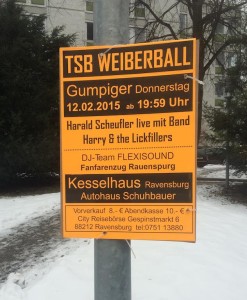 TSB WEIBERBALL
Gumpiger Donnerstag
12.02.2015 ab 19:59 Uhr
Harald Scheufler live mit Band
Harry & the Lickfillers
DJ-Team FLEXISOUND
Fanfarenzug Rauenspurg
Kesselhaus Ravensburg
Autohaus Schuhbauer
Vorverkauf 8.- € Abendkasse 10.- €
City Reisebörse Gespinstmarkt 6
88212 Ravensburg tel:0751 13880